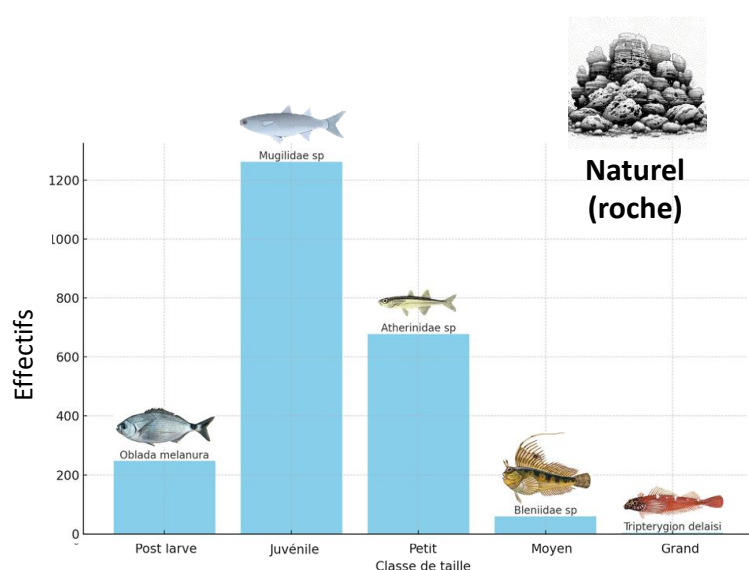 Naturel
(roche)
Mugilidae sp
Atherinidae sp
Oblada melanura
Bleniidae sp
Tripterygion delaisi
Effectifs
1200
1000
800
600
400
200
0
Post larve
Juvénile
Petit
Moyen
Grand
Classe de taille